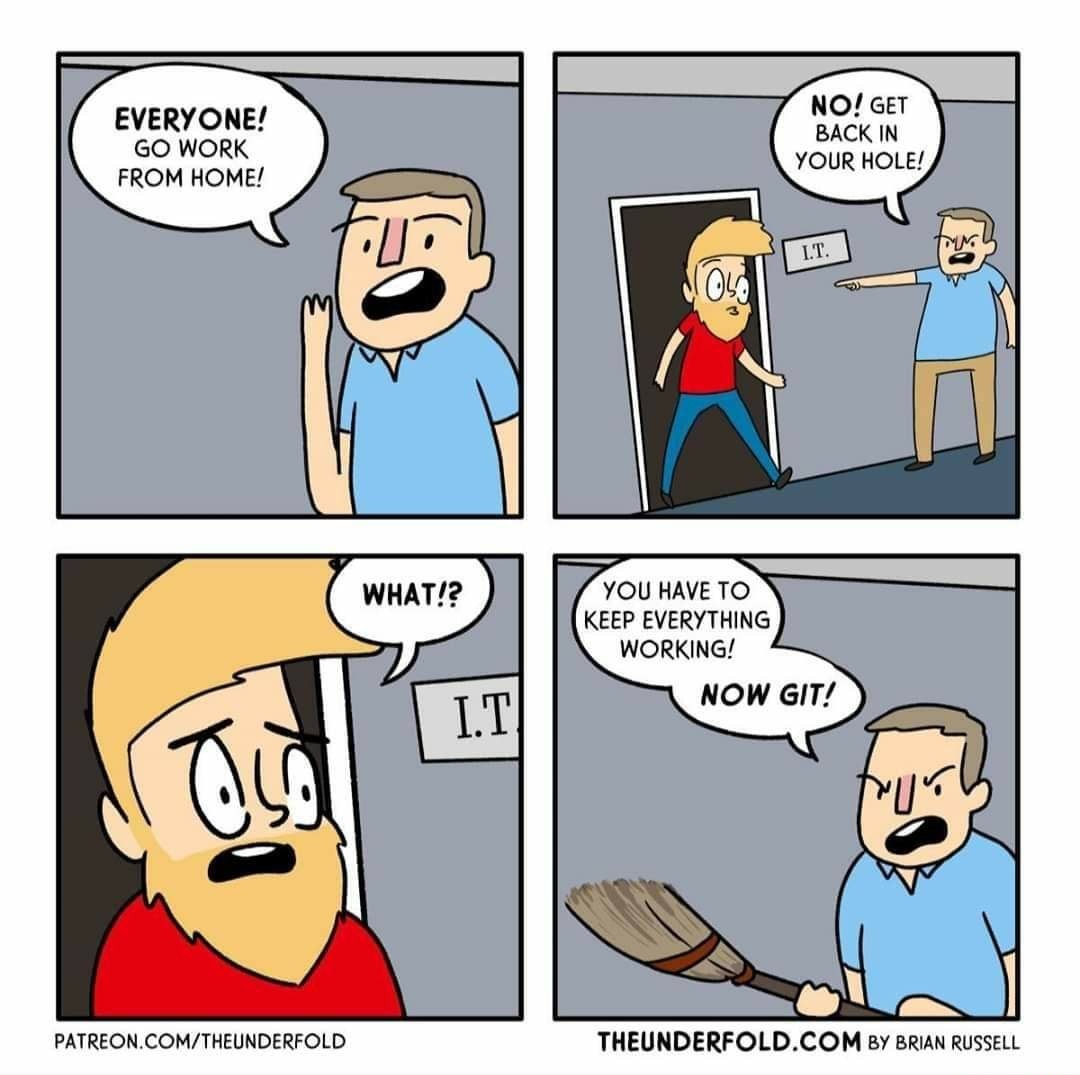 EVERYONE!
GO WORK
FROM HOME!
NO! GET
BACK IN
YOUR HOLE!
I.T.
WHAT!?
I.T.
YOU HAVE TO
KEEP EVERYTHING
WORKING!
NOW GIT!
PATREON.COM/THEUNDERFOLD
THEUNDERFOLD.COM BY BRIAN RUSSELL